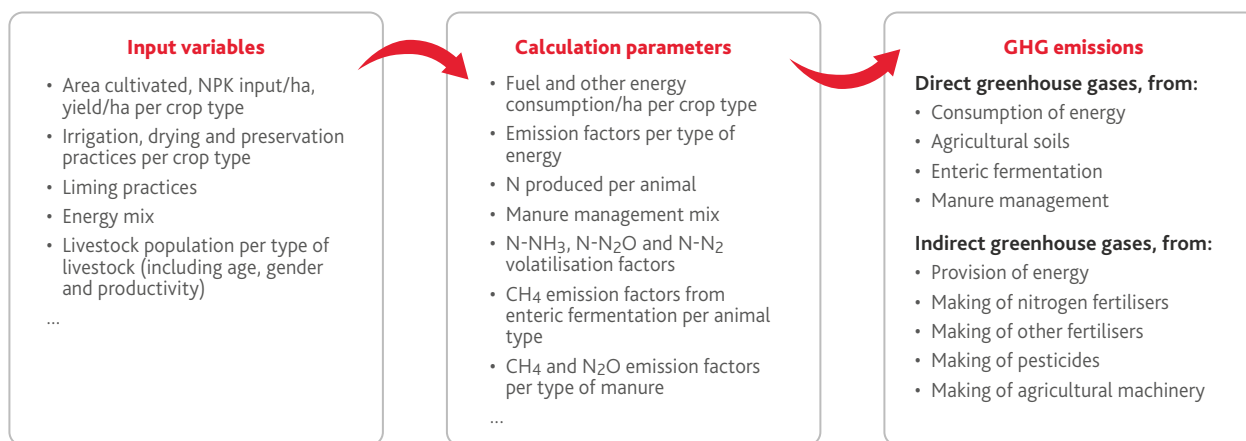 Input variables
• Area cultivated, NPK input/ha,
yield/ha per crop type
• Irrigation, drying and preservation
practices per crop type
• Liming practices
• Energy mix
• Livestock population per type of
livestock (including age, gender
and productivity)
...
Calculation parameters
• Fuel and other energy
consumption/ha per crop type
• Emission factors per type of
energy
• N produced per animal
• Manure management mix
• N-NH3, N-N2O and N-N2
volatilisation factors
• CH4 emission factors from
enteric fermentation per animal
type
• CH4 and N2O emission factors
per type of manure
...
GHG emissions
Direct greenhouse gases, from:
• Consumption of energy
• Agricultural soils
• Enteric fermentation
• Manure management
Indirect greenhouse gases, from:
• Provision of energy
• Making of nitrogen fertilisers
• Making of other fertilisers
• Making of pesticides
• Making of agricultural machinery